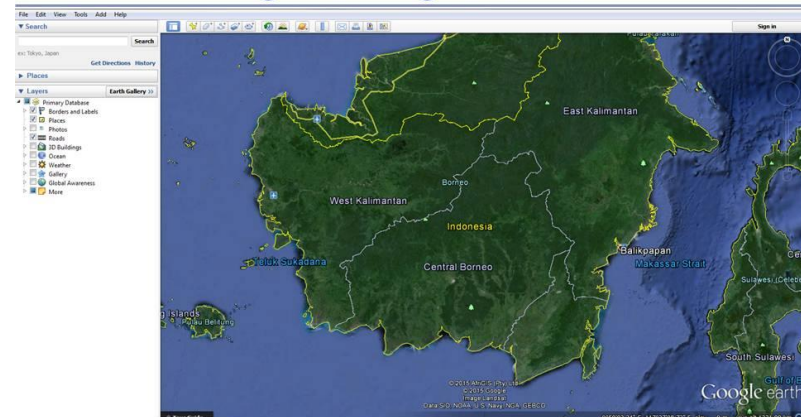 File Edit View Tools Add Help
Search
Search
ex: Tokyo, Japan
Get Directions History
Places
Layers
Earth Gallery >>
Primary Database
Borders and Labels
Places
Photos
Roads
3D Buildings
Ocean
Weather
Gallery
Global Awareness
More
Sign in
N
East Kalimantan
Borneo
West Kalimantan
Indonesia
Balikpapan
Teluk Sukadana
Makassar Strait
Central Borneo
Sulawesi (Celebe
g Islands
Pulau Belitung
South Sulawesi
Gulf of B
© 2015 AfriGIS (Pty) Ltd.
© 2015 Google
Image Landsat
Data SIO, NOAA, U.S. Navy, NGA, GEBCO
Google earth